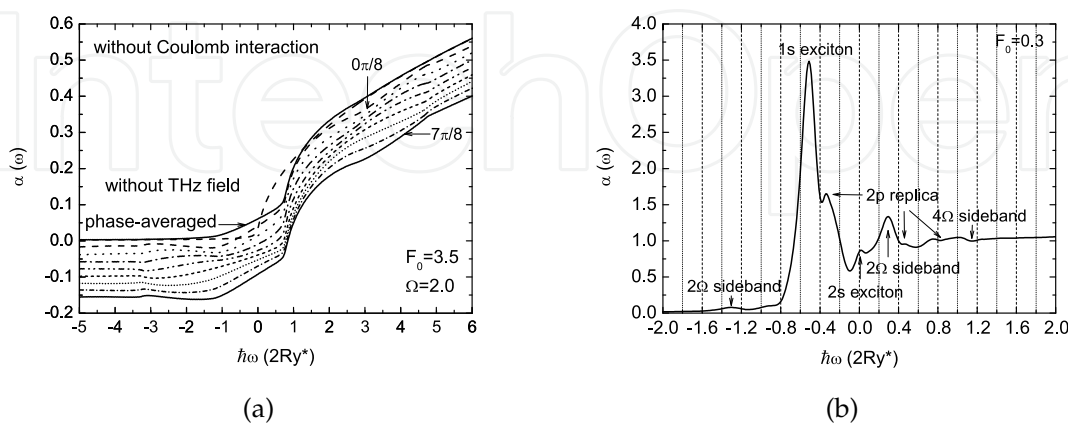 IntechOpen
0.6
0.5
0.4
0.3
0.2
0.1
0.0
-0.1
-0.2
α (ω)
without Coulomb interaction
0π/8
7π/8
without THz field
phase-averaged
F0=3.5
Ω=2.0
-5 -4 -3 -2 -1 0 1 2 3 4 5 6
ħω (2Ry*)
(a)
4.0
3.5
3.0
2.5
2.0
1.5
1.0
0.5
0.0
α (ω)
F0=0.3
1s exciton
2p replica
4Ω sideband
2Ω sideband
2Ω sideband
2s exciton
-2.0 -1.6 -1.2 -0.8 -0.4 0.0 0.4 0.8 1.2 1.6 2.0
ħω (2Ry*)
(b)